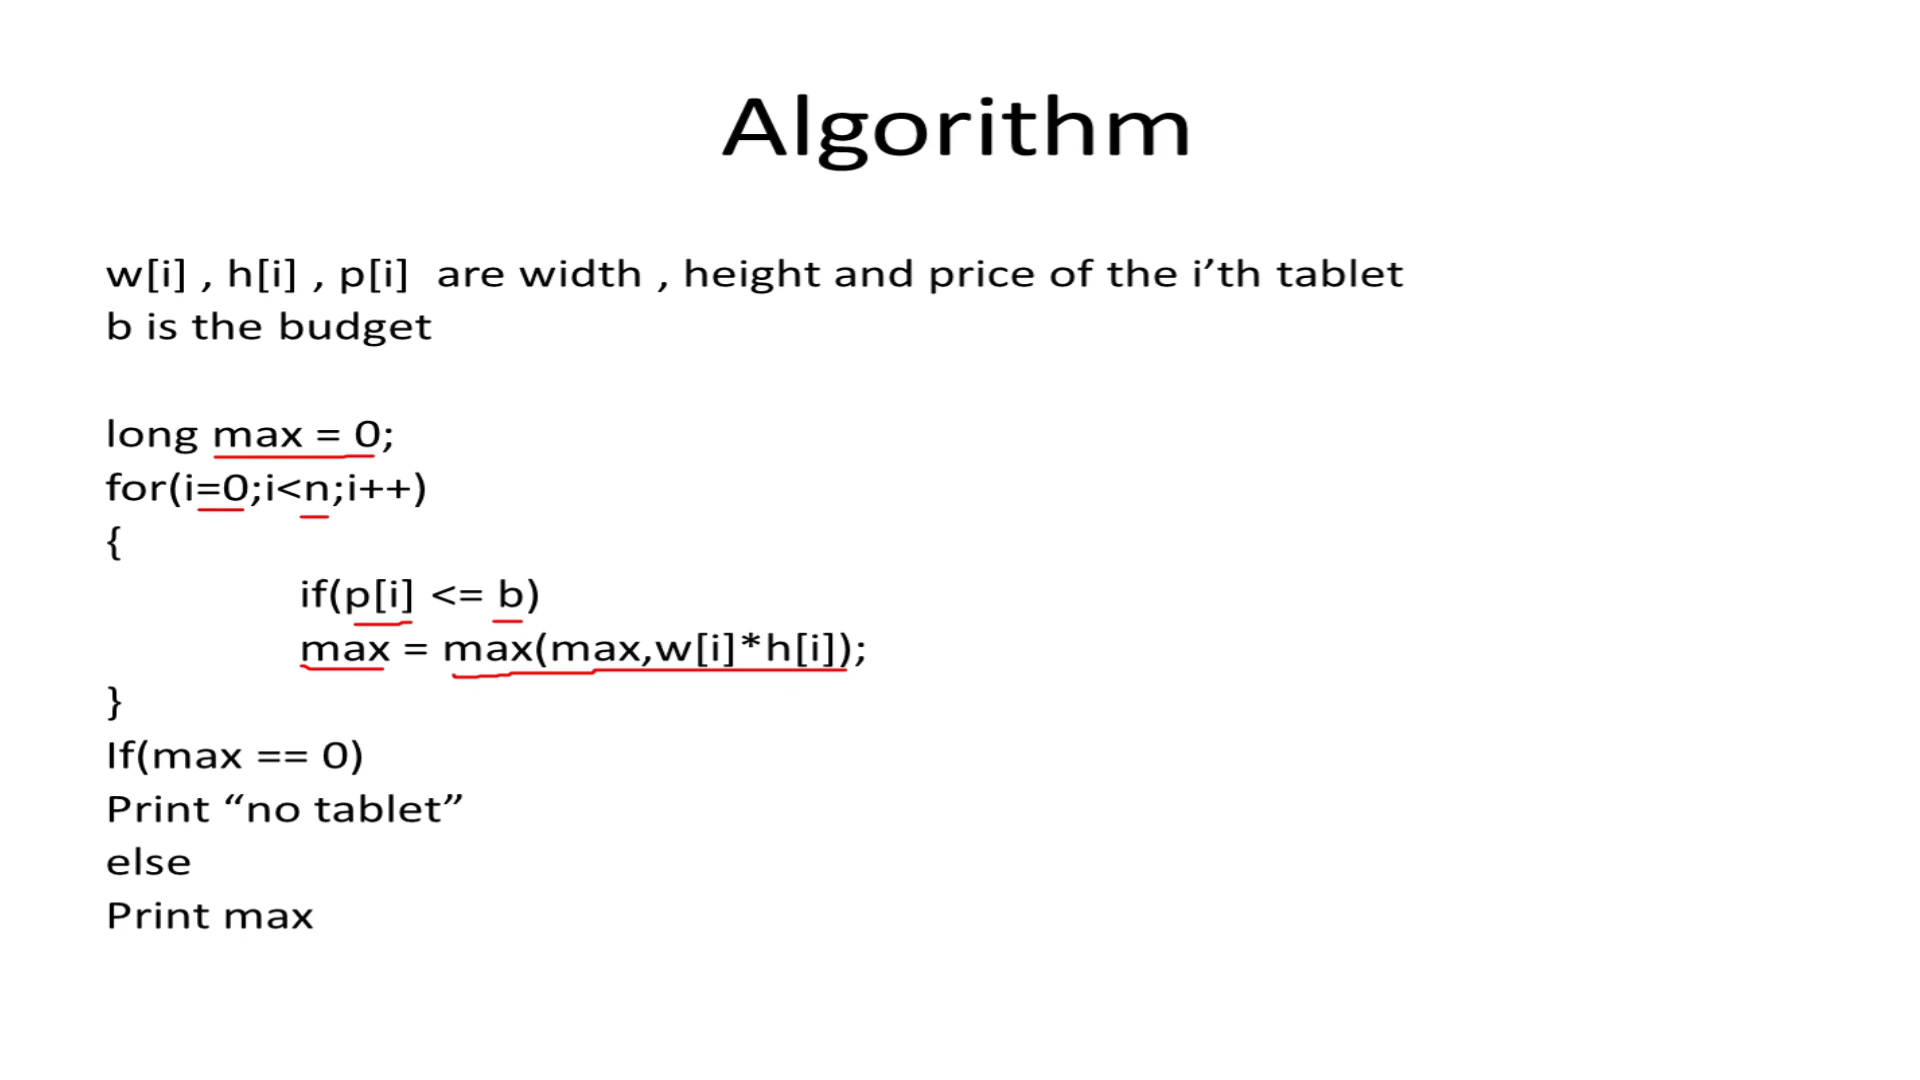 Algorithm
w[i] , h[i] , p[i]  are width , height and price of the i’th tablet
b is the budget
long max = 0;
for(i=0;i<n;i++)
{
if(p[i] <= b)
max = max(max,w[i]*h[i]);
}
If(max == 0)
Print “no tablet”
else
Print max